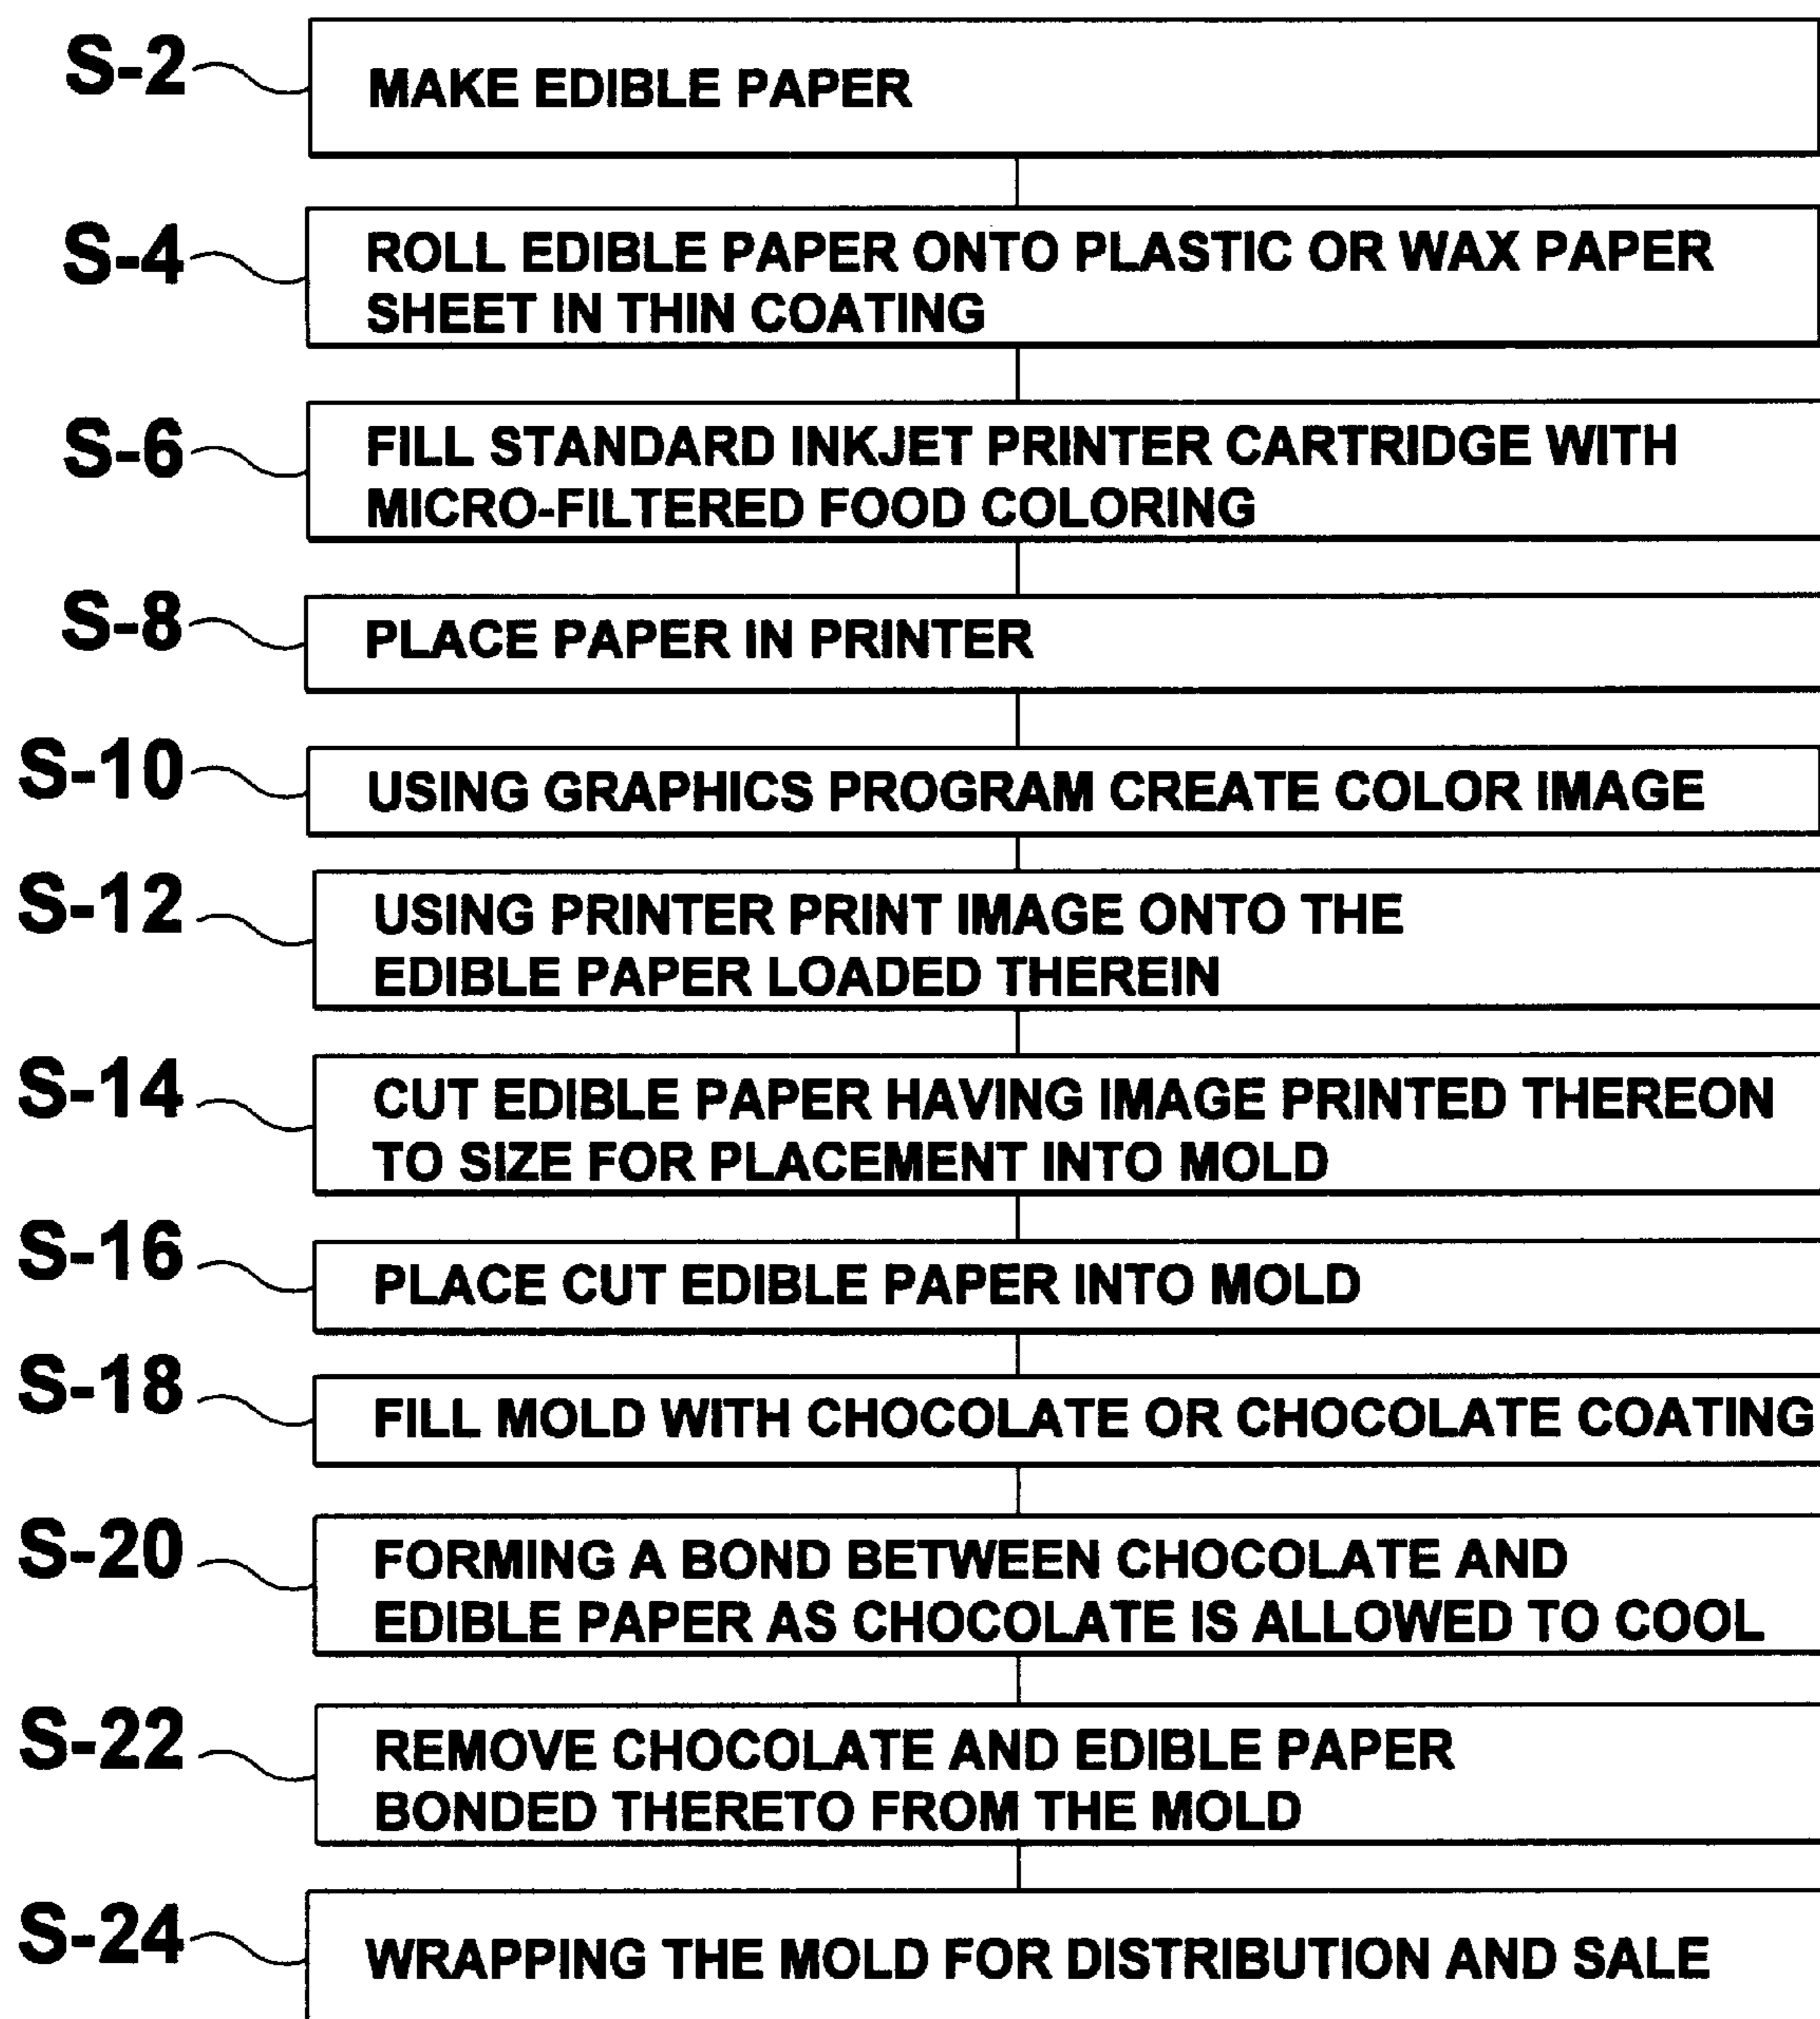 S-2
MAKE EDIBLE PAPER
S-4
ROLL EDIBLE PAPER ONTO PLASTIC OR WAX PAPER
SHEET IN THIN COATING
S-6
FILL STANDARD INKJET PRINTER CARTRIDGE WITH
MICRO-FILTERED FOOD COLORING
S-8
PLACE PAPER IN PRINTER
S-10
USING GRAPHICS PROGRAM CREATE COLOR IMAGE
S-12
USING PRINTER PRINT IMAGE ONTO THE
EDIBLE PAPER LOADED THEREIN
S-14
CUT EDIBLE PAPER HAVING IMAGE PRINTED THEREON
TO SIZE FOR PLACEMENT INTO MOLD
S-16
PLACE CUT EDIBLE PAPER INTO MOLD
S-18
FILL MOLD WITH CHOCOLATE OR CHOCOLATE COATING
S-20
FORMING A BOND BETWEEN CHOCOLATE AND
EDIBLE PAPER AS CHOCOLATE IS ALLOWED TO COOL
S-22
REMOVE CHOCOLATE AND EDIBLE PAPER
BONDED THERETO FROM THE MOLD
S-24
WRAPPING THE MOLD FOR DISTRIBUTION AND SALE